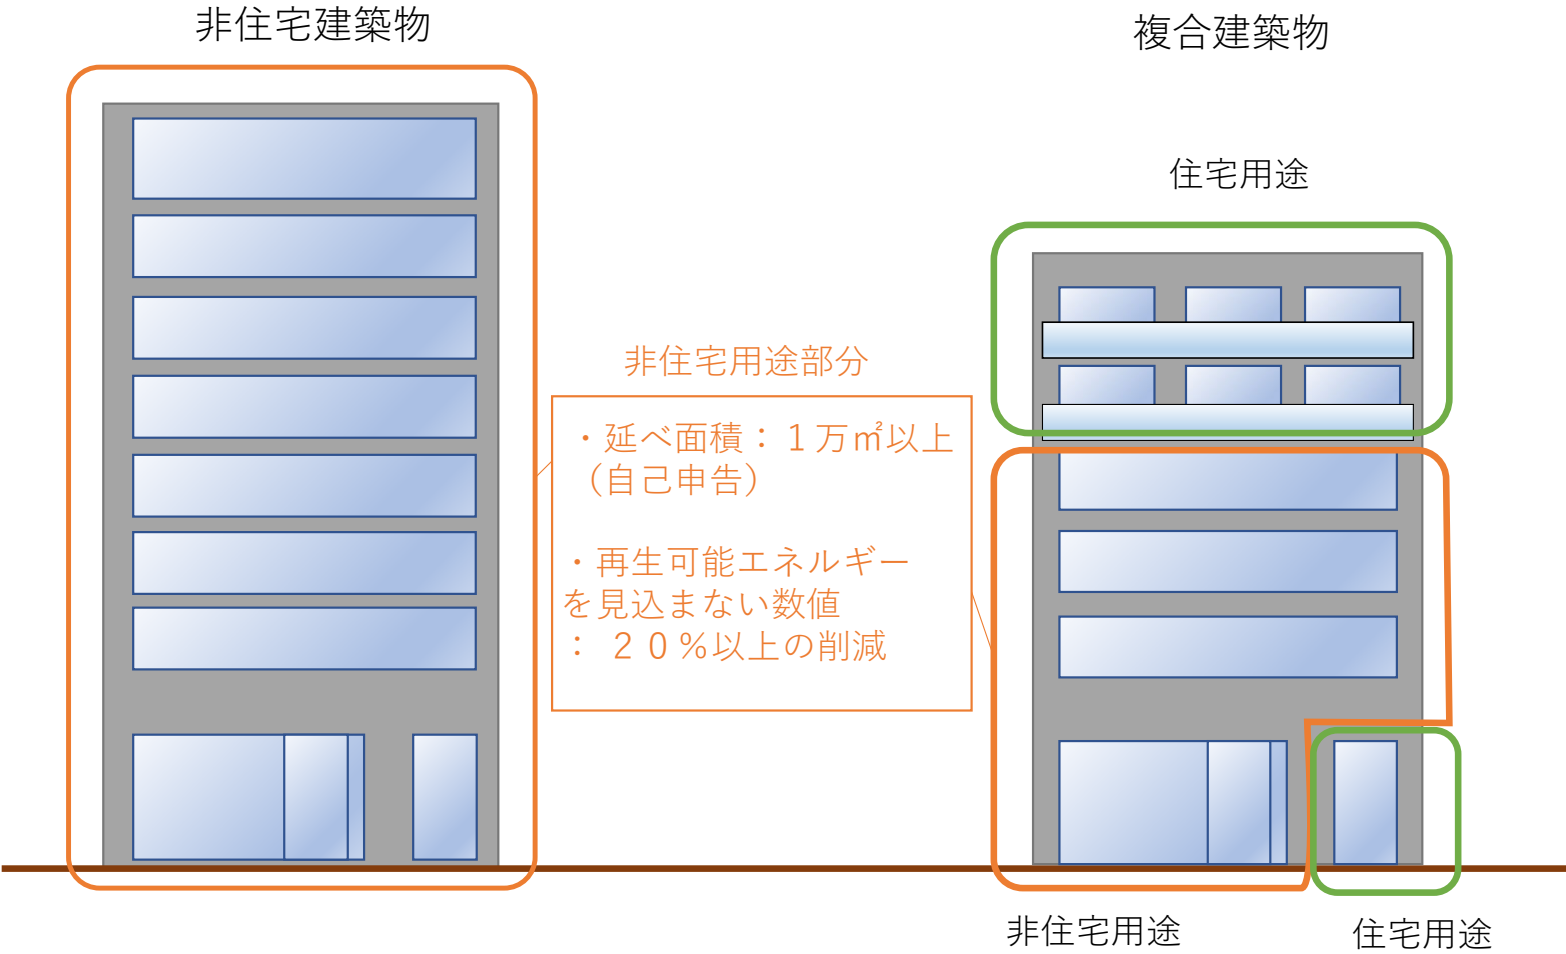 非住宅建築物
複合建築物
住宅用途
非住宅用途部分
・延べ面積：１万㎡以上
（自己申告）
・再生可能エネルギー
を見込まない数値
：２０％以上の削減
非住宅用途
住宅用途